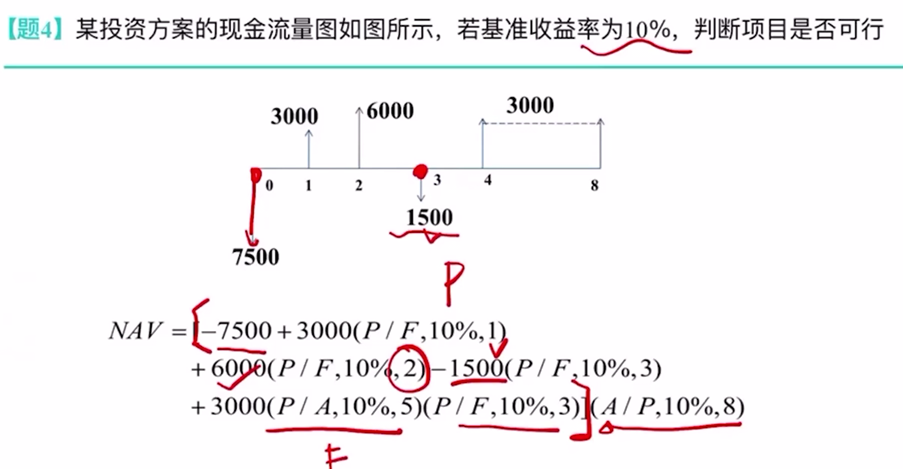 【题4】某投资方案的现金流量图如图所示，若基准收益率为10%，判断项目是否可行
3000
6000
3000
0
1
2
3
4
8
1500
7500
P
NAV = [-7500 + 3000(P / F,10%,1)
+ 6000(P / F,10%,2) - 1500(P / F,10%,3)
+ 3000(P / A,10%,5)(P / F,10%,3)](A / P,10%,8)